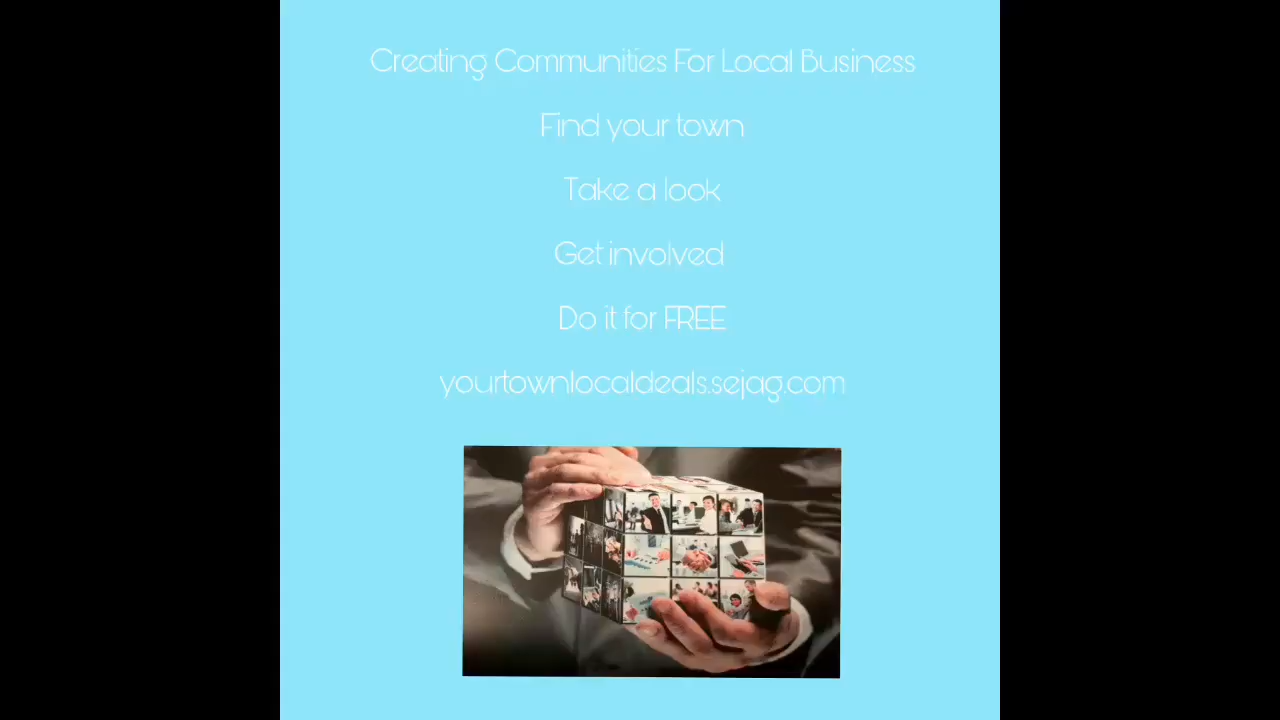 Creating Communities For Local Business
Find your town
Take a look
Get involved
Do it for FREE
yourtownlocaldeals.sejag.com